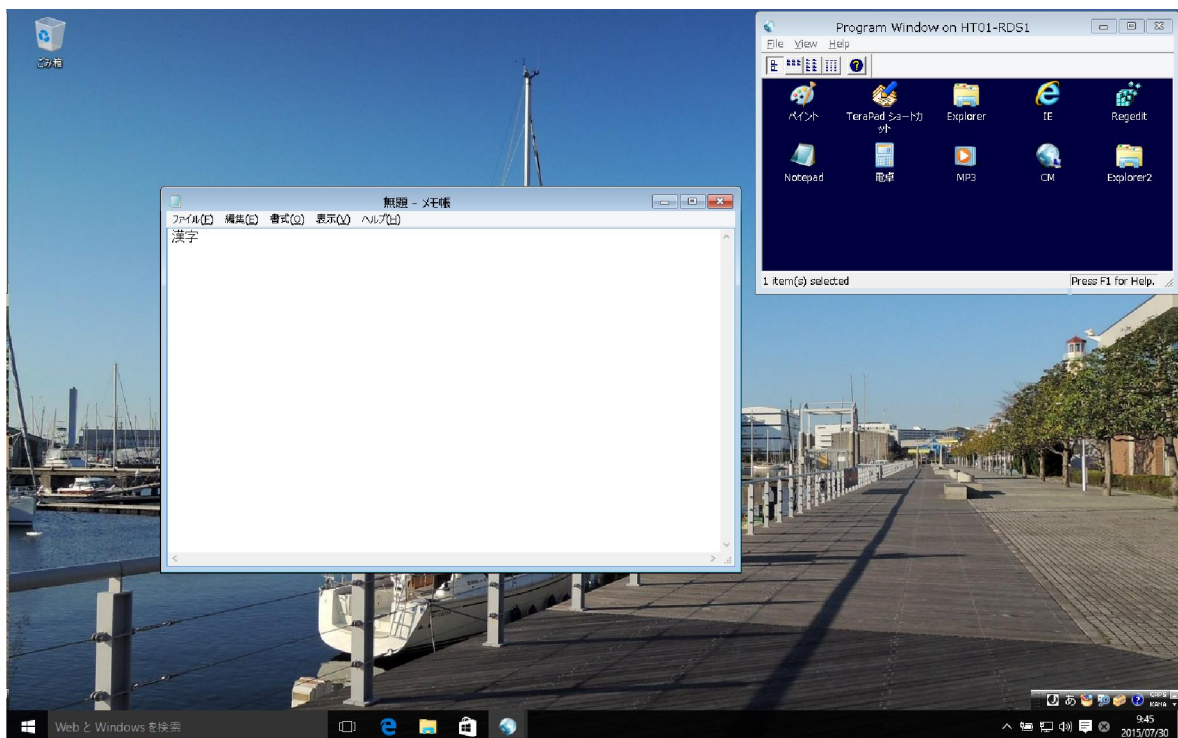 ごみ箱
Program Window on HT01-RDS1
File View Help
ペイント
TeraPad ショートカ
ット
Explorer
IE
Regedit
Notepad
電卓
MP3
CM
Explorer2
1 item(s) selected
Press F1 for Help.
無題 - メモ帳
ファイル(F) 編集(E) 書式(O) 表示(V) ヘルプ(H)
漢字
あ
CAPS
KANA
Web と Windows を検索
9:45
2015/07/30